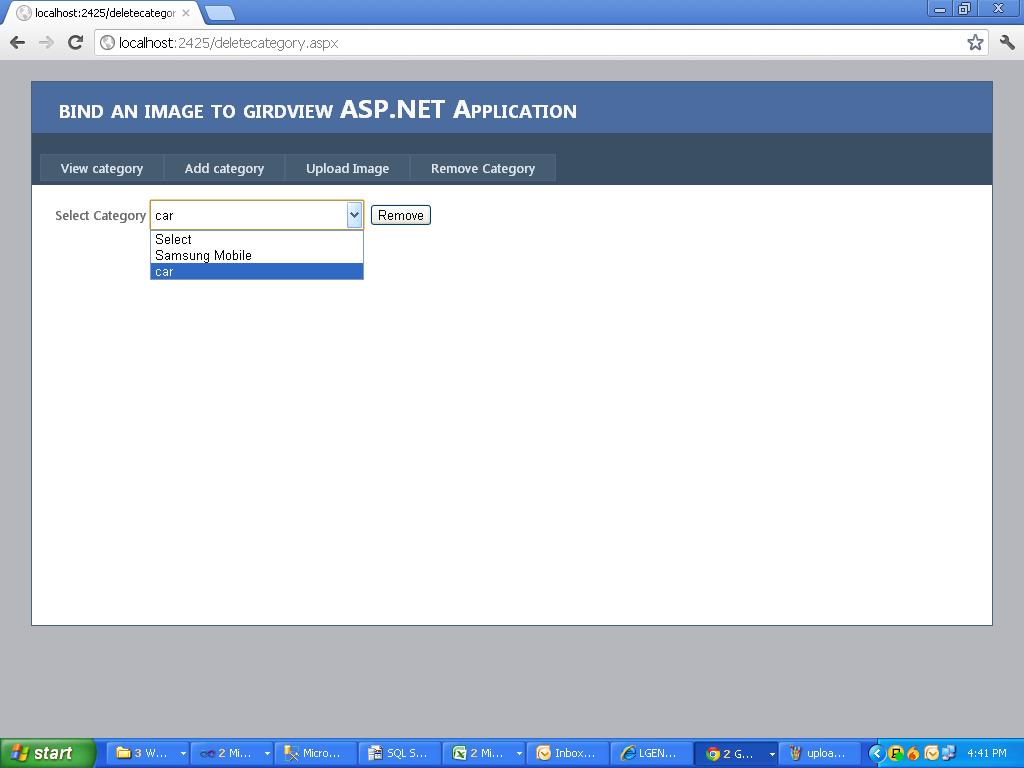 localhost:2425/deletecategor
localhost:2425/deletecategory.aspx
BIND AN IMAGE TO GIRDVIEW ASP.NET APPLICATION
View category
Add category
Upload Image
Remove Category
Select Category car Remove
Select
Samsung Mobile
car
start 3 W... 2 Mi... Micro... SQL S... 2 Mi... Inbox... LGEN... 2 G... uploa... 4:41 PM